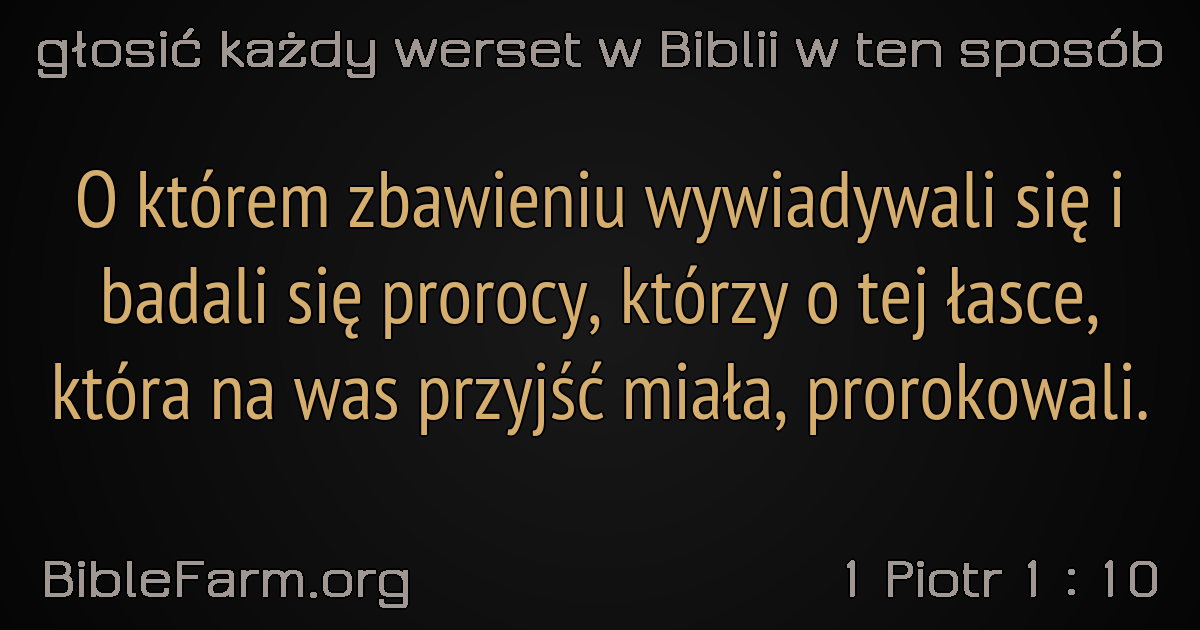 głosić każdy werset w Biblii w ten sposób
O którem zbawieniu wywiadywali się i
badali się prorocy, którzy o tej łasce,
która na was przyjść miała, prorokowali.
BibleFarm.org
1 Piotr 1 : 10